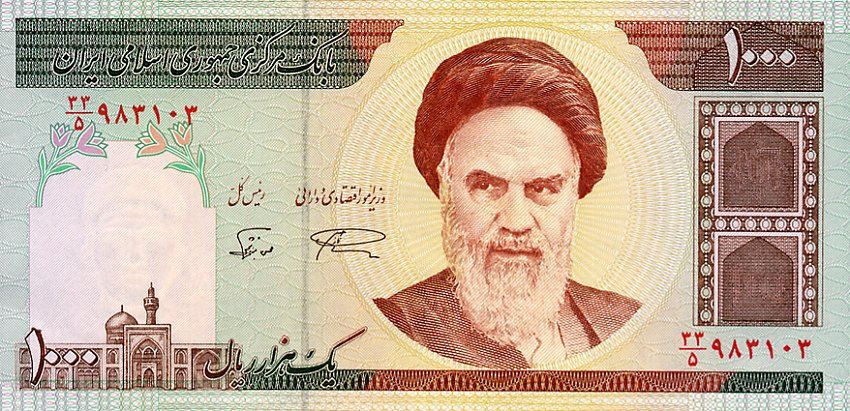 بانک مرکزی جمهوری اسلامی ایران
۱۰۰۰
۳۳/۵ ۹۸۳۱۰۳
وزیر امور اقتصادی و دارائی
رئیس کل
۳۳/۵ ۹۸۳۱۰۳
۱۰۰۰
یک هزار ریال